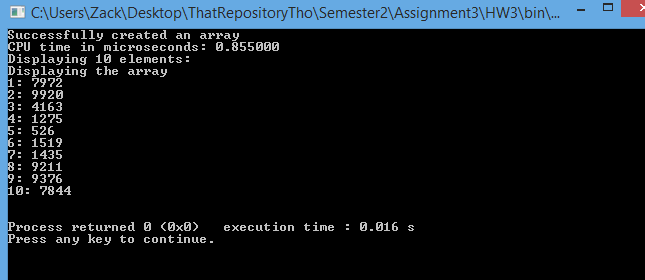 C:\Users\Zack\Desktop\ThatRepositoryTho\Semester2\Assignment3\HW3\bin\...
Successfully created an array
CPU time in microseconds: 0.855000
Displaying 10 elements:
Displaying the array
1: 7972
2: 9920
3: 4163
4: 1275
5: 526
6: 1519
7: 1435
8: 9211
9: 9376
10: 7844
Process returned 0 (0x0)   execution time : 0.016 s
Press any key to continue.